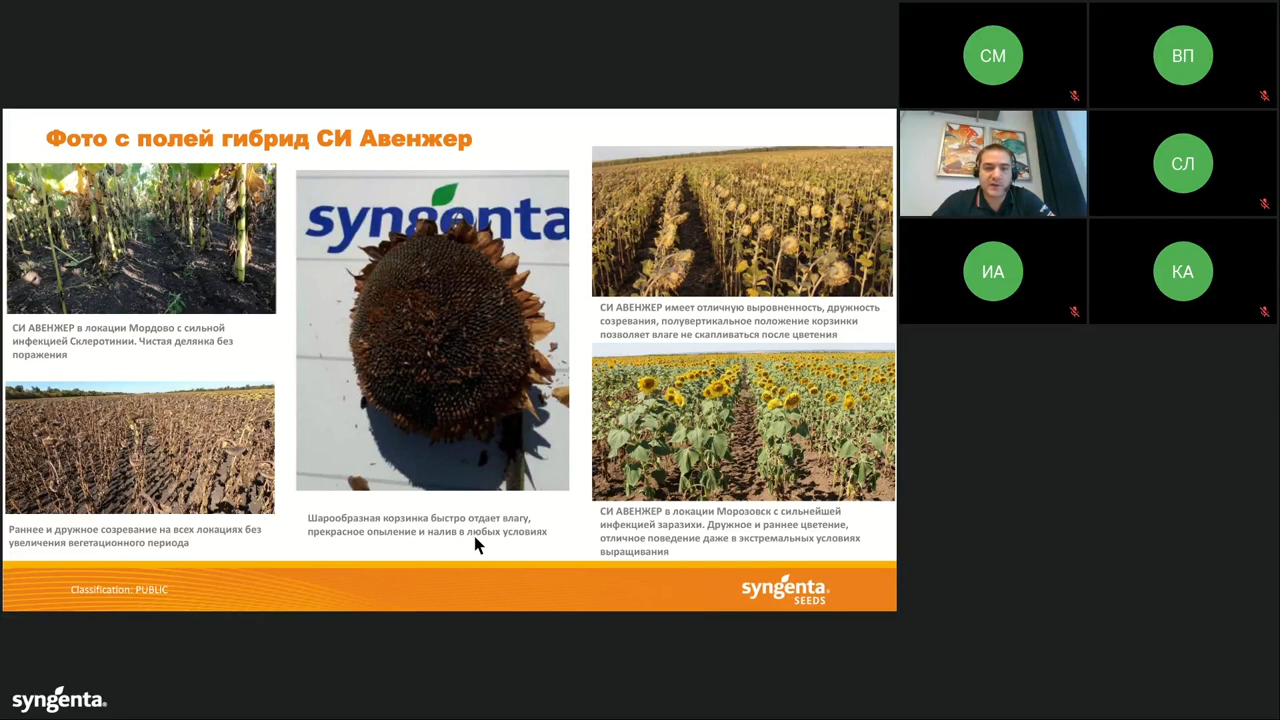 Фото с полей гибрид СИ Авенжер
СИ АВЕНЖЕР в локации Мордово с сильной
инфекцией Склеротинии. Чистая делянка без
поражения
Раннее и дружное созревание на всех локациях без
увеличения вегетационного периода
syngenta
Шарообразная корзинка быстро отдает влагу,
прекрасное опыление и налив в любых условиях
СИ АВЕНЖЕР имеет отличную выровненность, дружность
созревания, полувертикальное положение корзинки
позволяет влаге не скапливаться после цветения
СИ АВЕНЖЕР в локации Морозовск с сильнейшей
инфекцией заразихи. Дружное и раннее цветение,
отличное поведение даже в экстремальных условиях
выращивания
Classification: PUBLIC
syngenta
SEEDS
СМ
ВП
СЛ
ИА
КА
syngenta